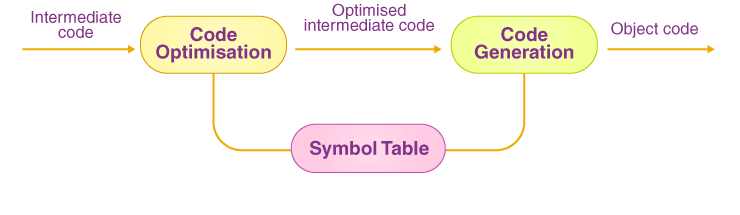 Intermediate
code
Code
Optimisation
Optimised
intermediate code
Code
Generation
Object code
Symbol Table